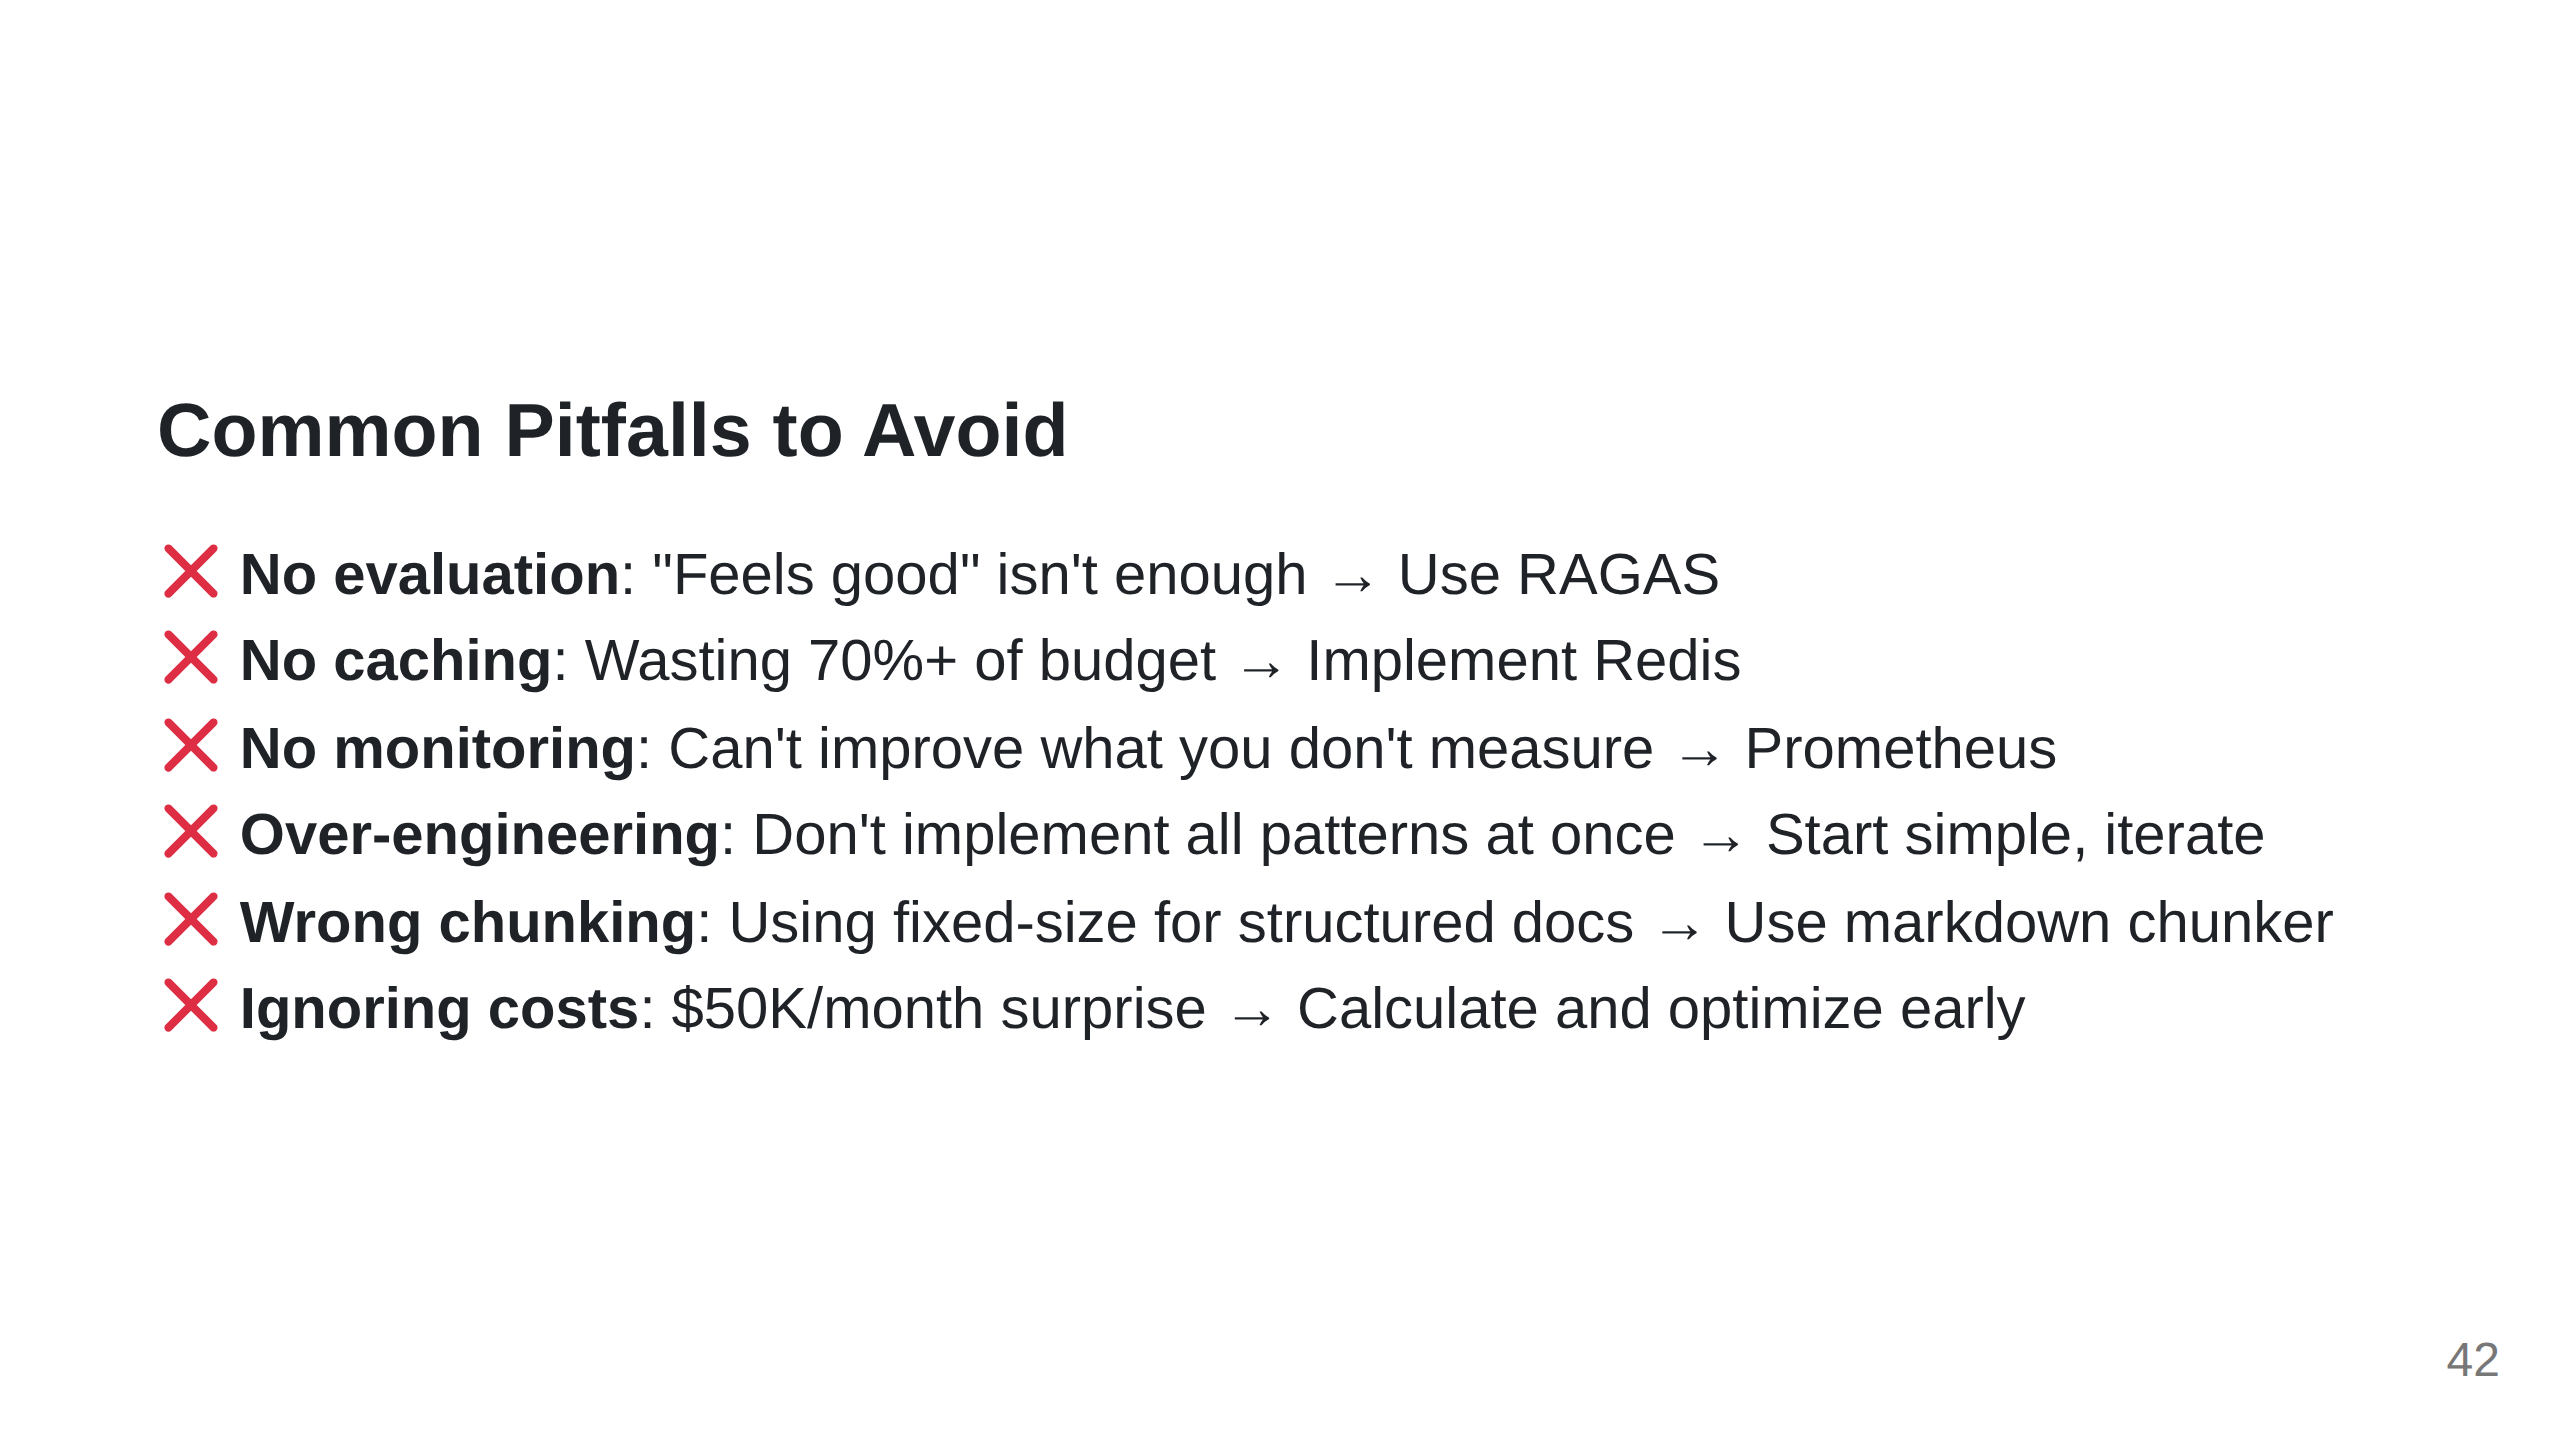 Common Pitfalls to Avoid
❌ No evaluation: "Feels good" isn't enough → Use RAGAS
❌ No caching: Wasting 70%+ of budget → Implement Redis
❌ No monitoring: Can't improve what you don't measure → Prometheus
❌ Over-engineering: Don't implement all patterns at once → Start simple, iterate
❌ Wrong chunking: Using fixed-size for structured docs → Use markdown chunker
❌ Ignoring costs: $50K/month surprise → Calculate and optimize early
42